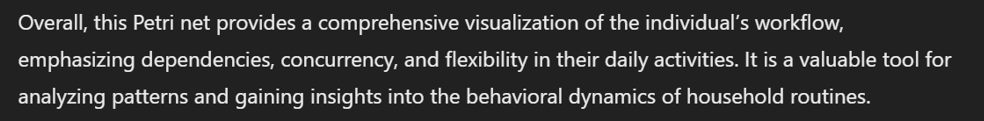 Overall, this Petri net provides a comprehensive visualization of the individual’s workflow,
emphasizing dependencies, concurrency, and flexibility in their daily activities. It is a valuable tool for
analyzing patterns and gaining insights into the behavioral dynamics of household routines.